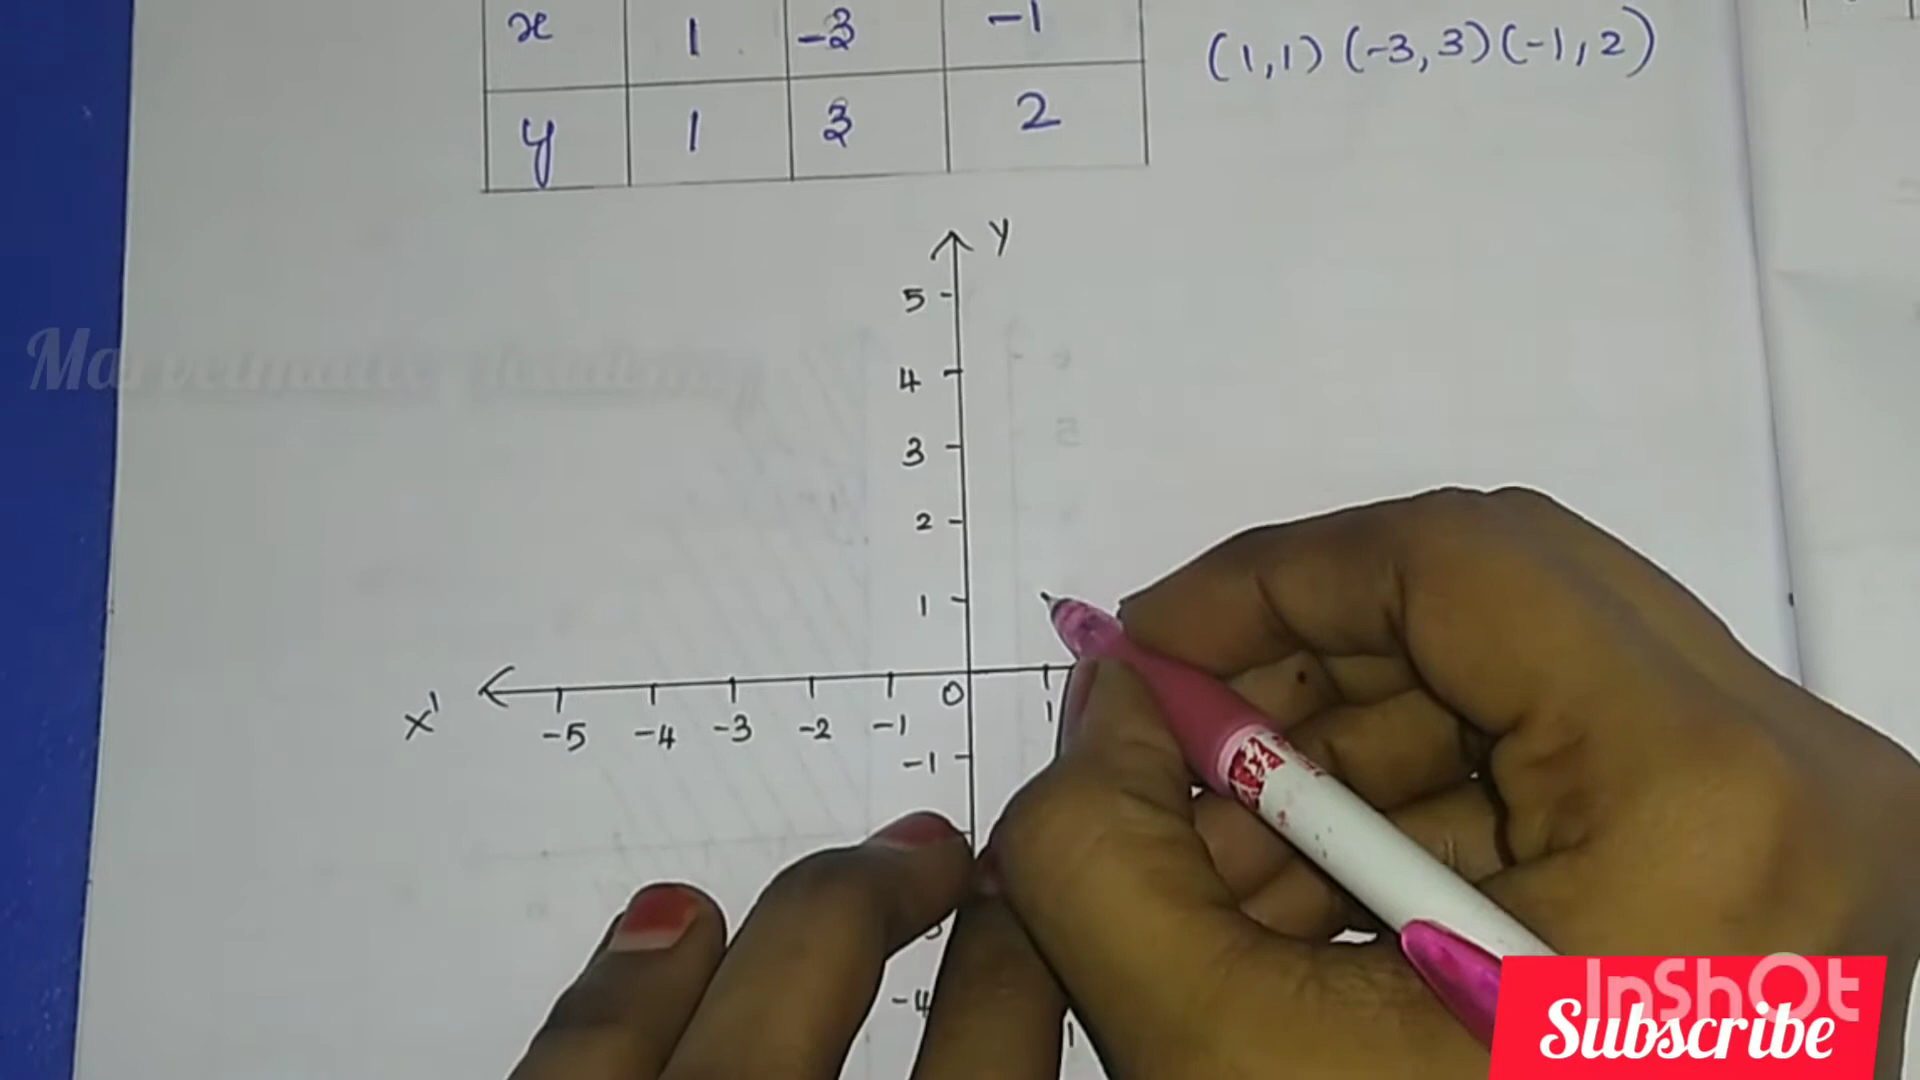 x 1 -3 -1
(1,1) (-3,3) (-1,2)
y 1 3 2
y
5
4
3
2
1
x'
-5 -4 -3 -2 -1 0 1
-1
-4
InShOt
Subscribe